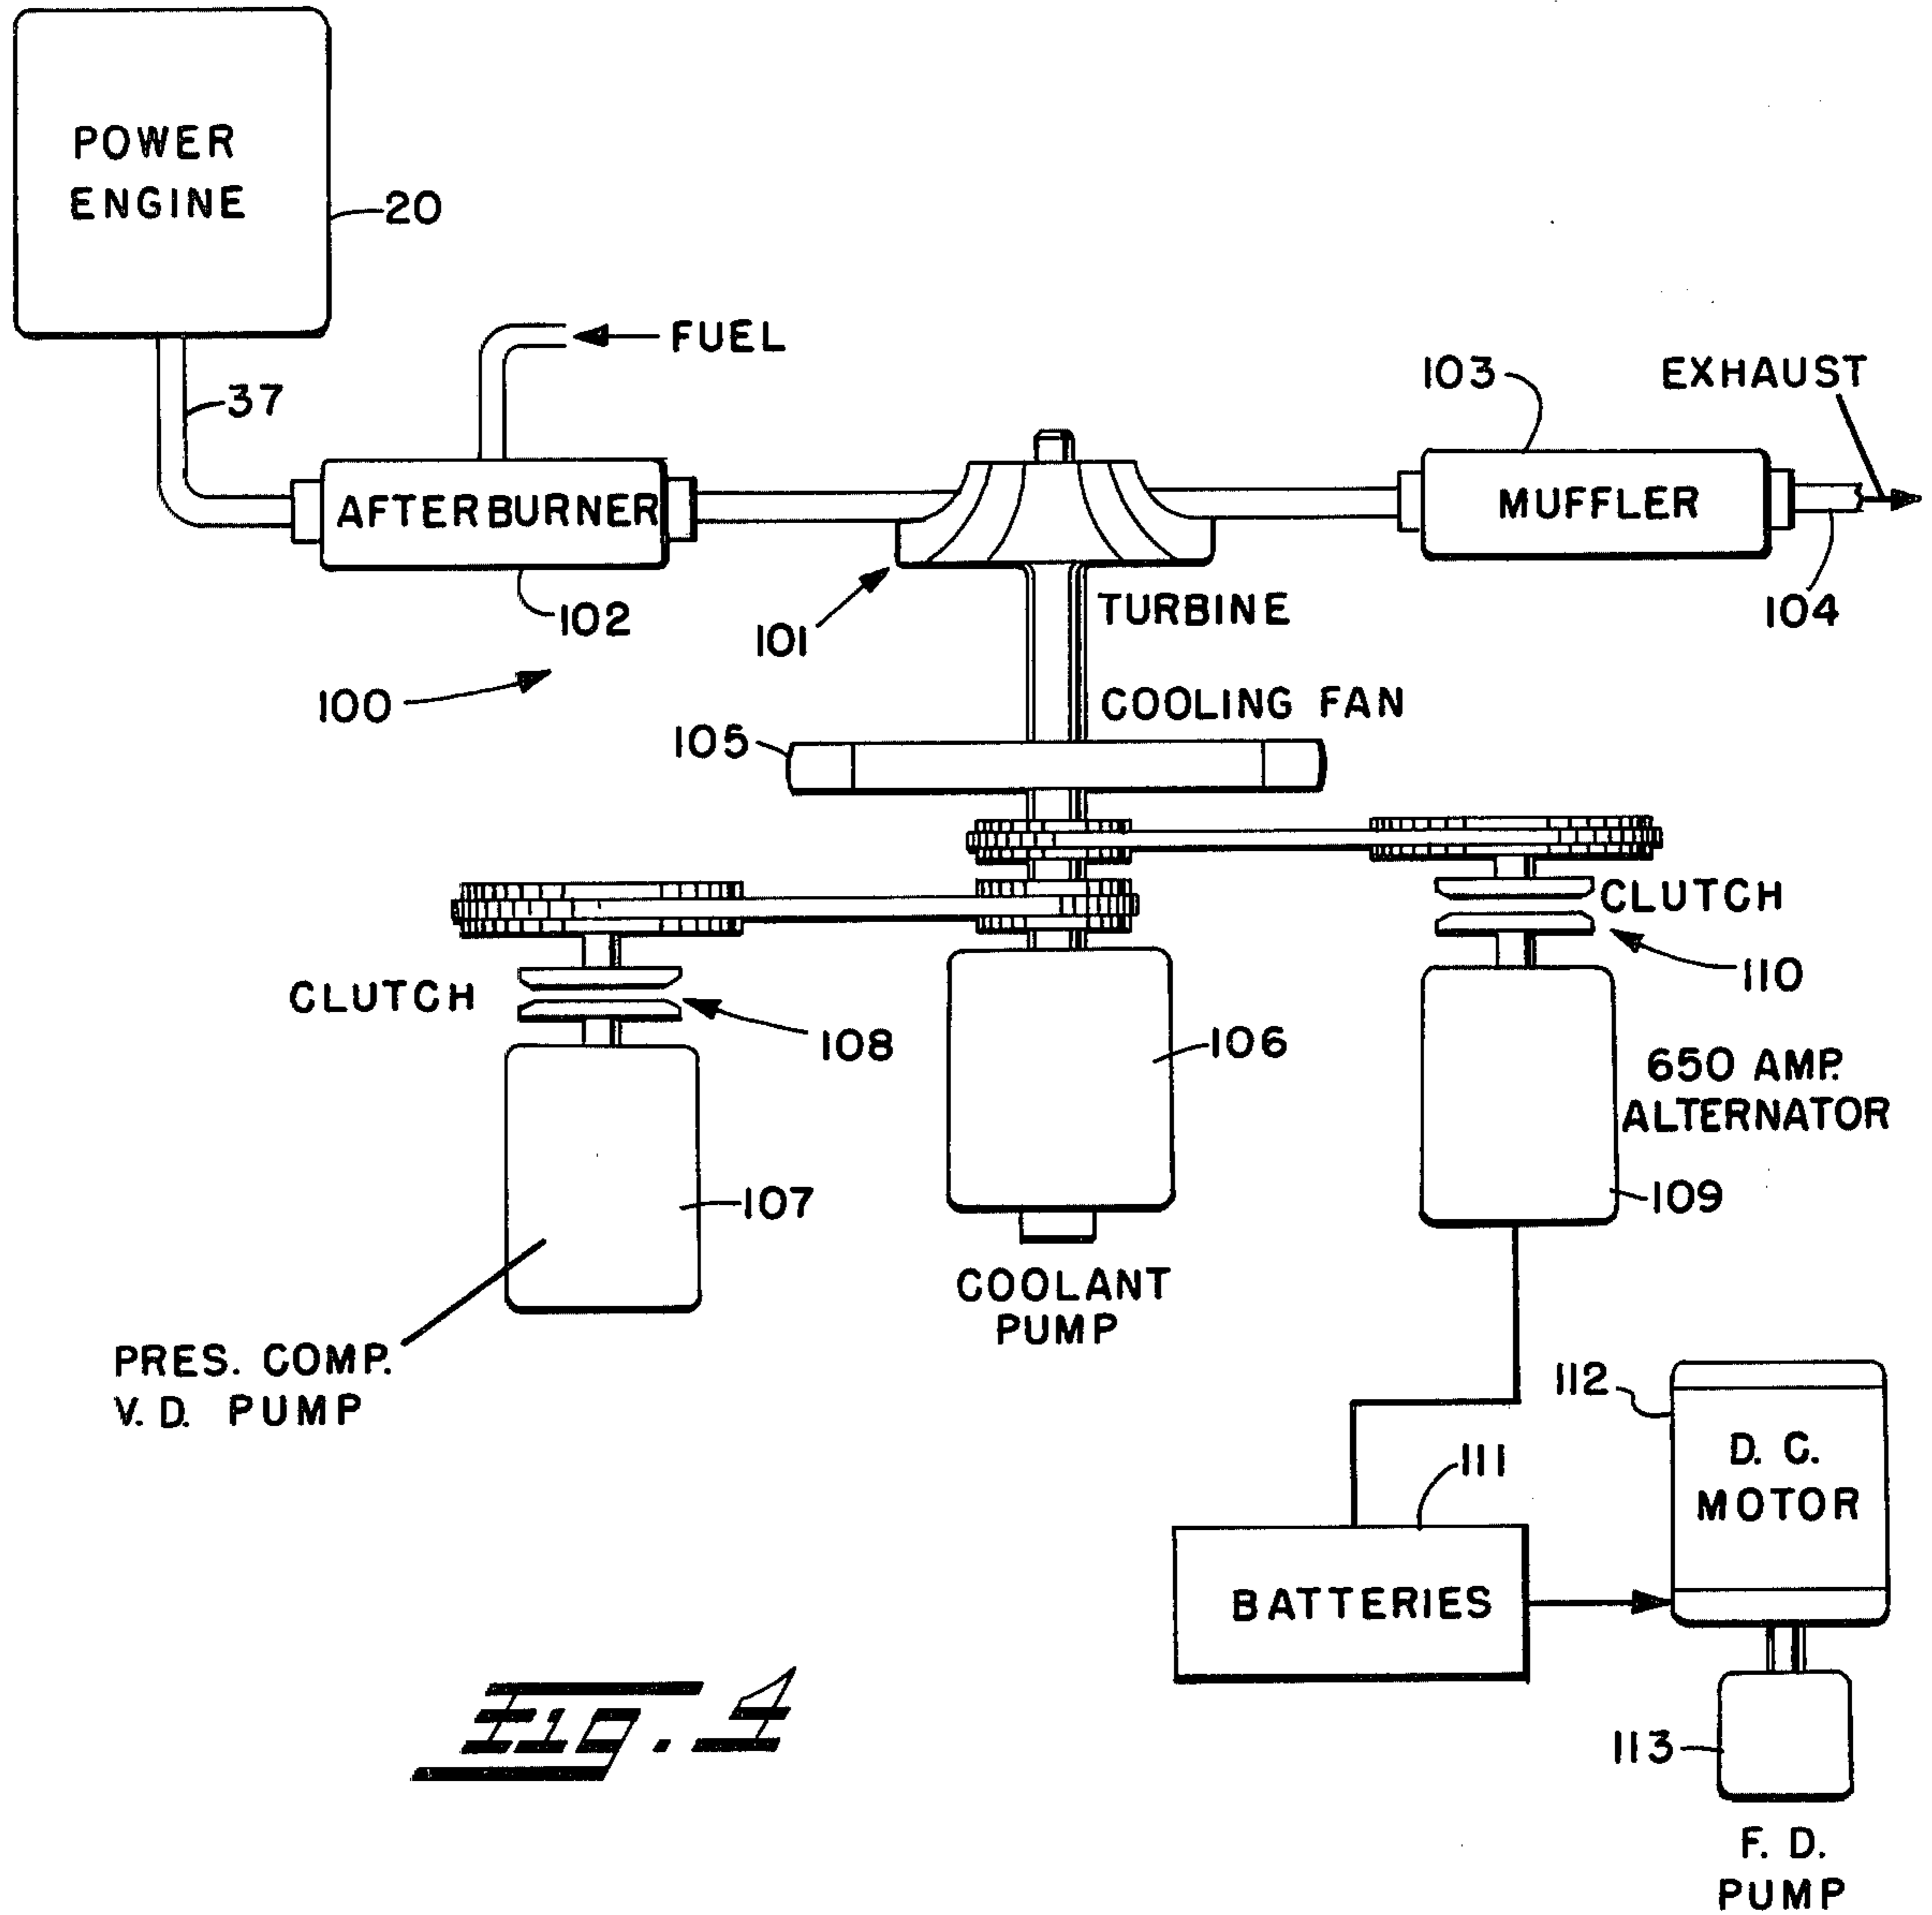 POWER
ENGINE
20
37
FUEL
AFTERBURNER
102
100
101
TURBINE
103
EXHAUST
MUFFLER
104
COOLING FAN
105
CLUTCH
110
CLUTCH
108
106
650 AMP.
ALTERNATOR
107
109
COOLANT
PUMP
PRES. COMP.
V. D. PUMP
112
D. C.
MOTOR
111
BATTERIES
113
F. D.
PUMP
FIG. 4